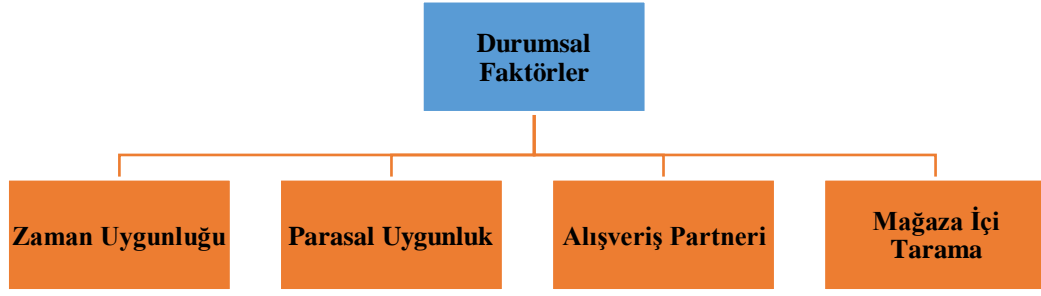 Durumsal
Faktörler
Zaman Uygunluğu
Parasal Uygunluk
Alışveriş Partneri
Mağaza İçi
Tarama